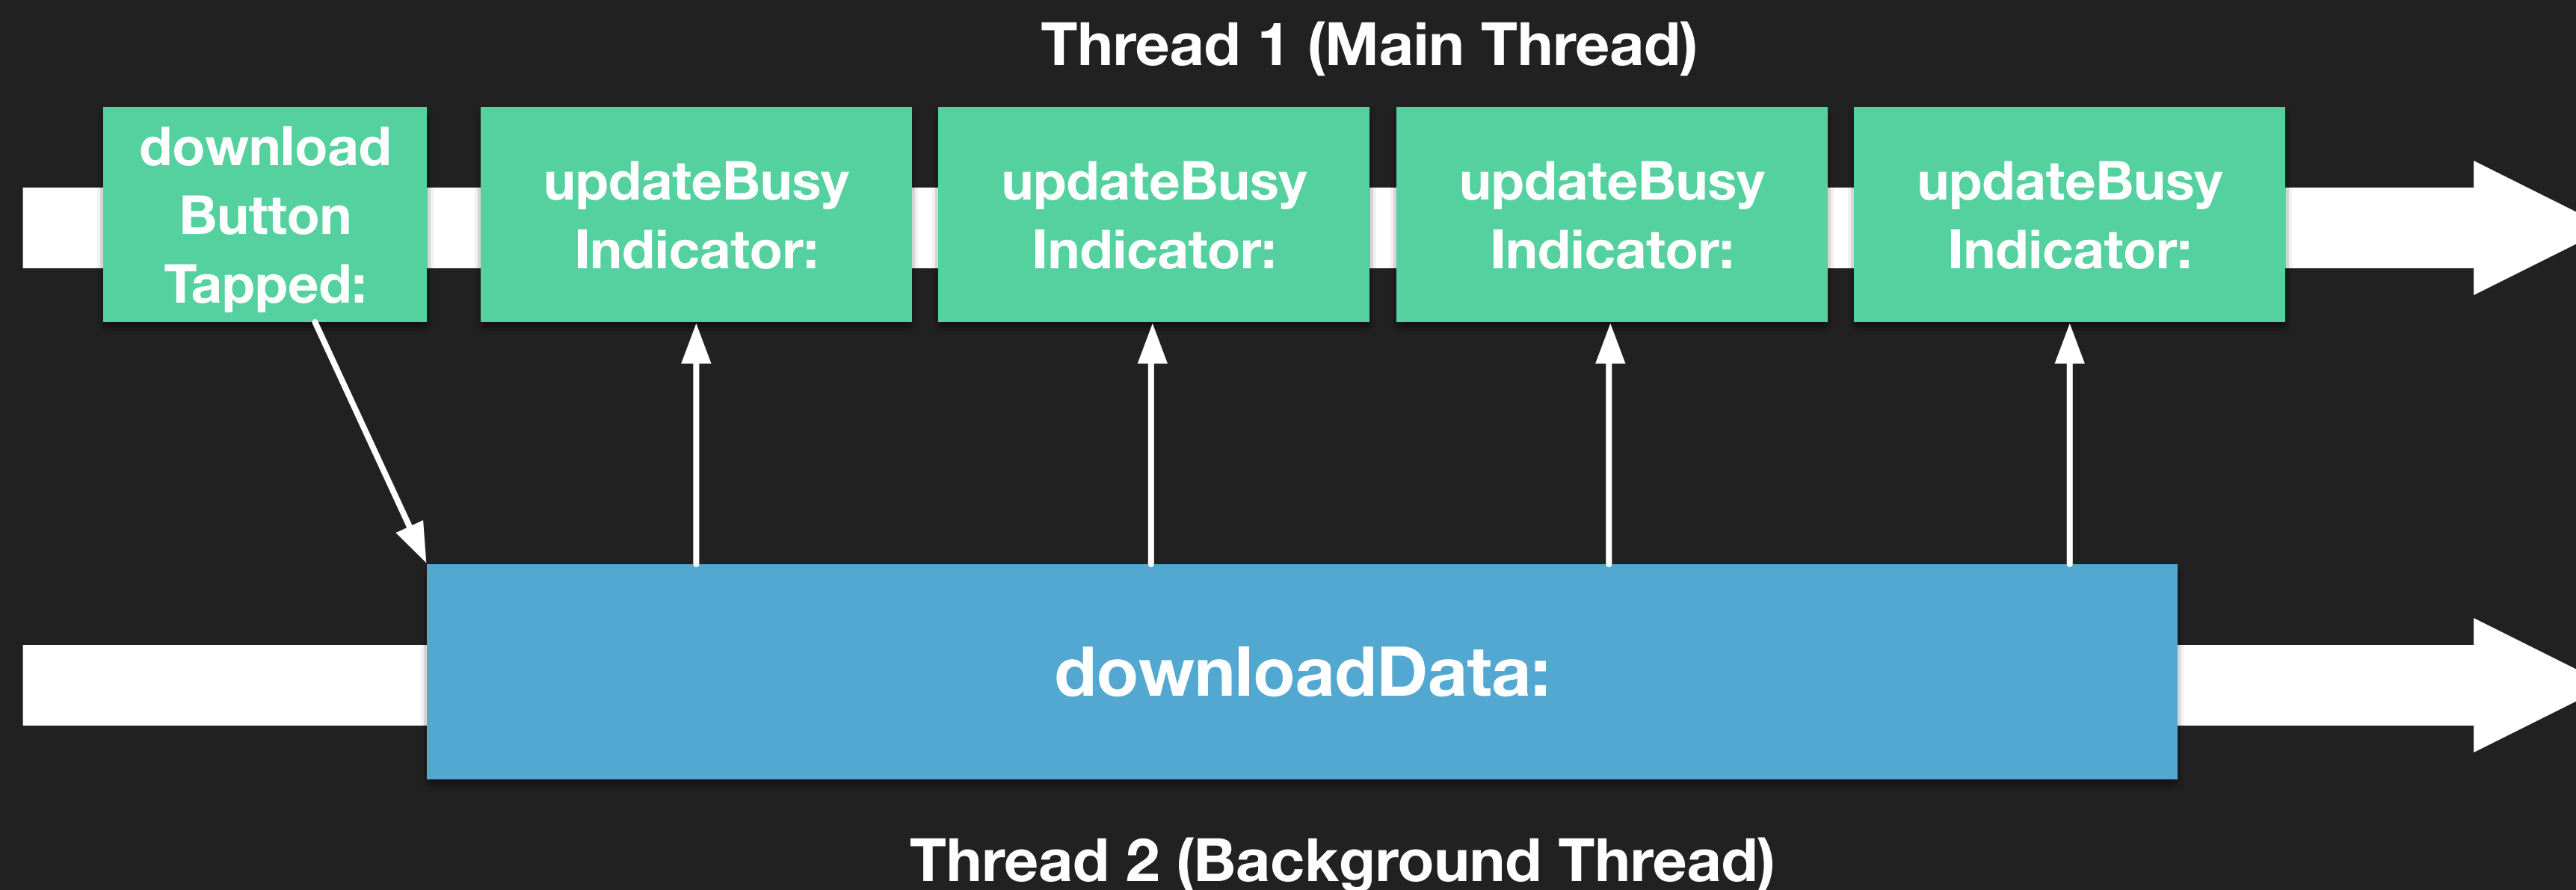 Thread 1 (Main Thread)
download
Button
Tapped:
updateBusy
Indicator:
updateBusy
Indicator:
updateBusy
Indicator:
updateBusy
Indicator:
downloadData:
Thread 2 (Background Thread)